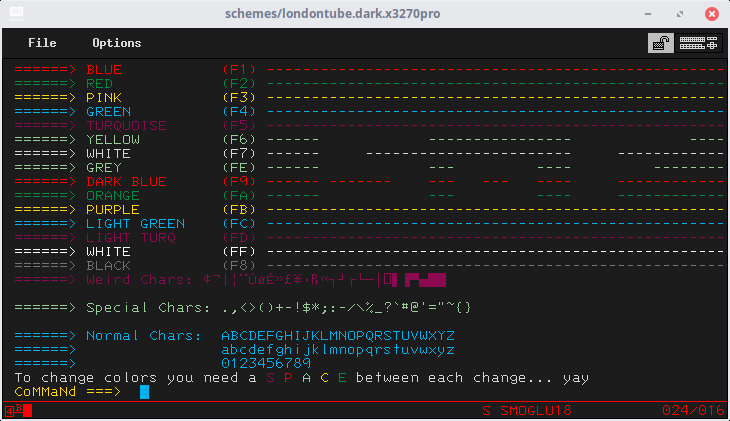 schemes/londontube.dark.x3270pro
File Options
======> BLUE (F1) ----------------------------------------------------
======> RED (F2) ----------------------------------------------------
======> PINK (F3) ----------------------------------------------------
======> GREEN (F4) ----------------------------------------------------
======> TURQUOISE (F5) ----------------------------------------------------
======> YELLOW (F6) ----------------------------------------------------
======> WHITE (F7) ------ --- --- --------------
======> GREY (FE) ------ --- --- --------
======> DARK BLUE (F9) ----------------------------------------------------
======> ORANGE (FA) ----------------------------------------------------
======> PURPLE (FB) ----------------------------------------------------
======> LIGHT GREEN (FC) ----------------------------------------------------
======> LIGHT TURQ (FD) ----------------------------------------------------
======> WHITE (FF) ----------------------------------------------------
======> BLACK (F8) ----------------------------------------------------
======> Weird Chars:
======> Special Chars: .,<>()+-!$*;:-/\%_?`#@'="~{}
======> Normal Chars: ABCDEFGHIJKLMNOPQRSTUVWXYZ
======> abcdefghijklmnopqrstuvwxyz
======> 0123456789
To change colors you need a S P A C E between each change... yay
CoMMaNd ===>
4 B S SMOGLU18 024/016